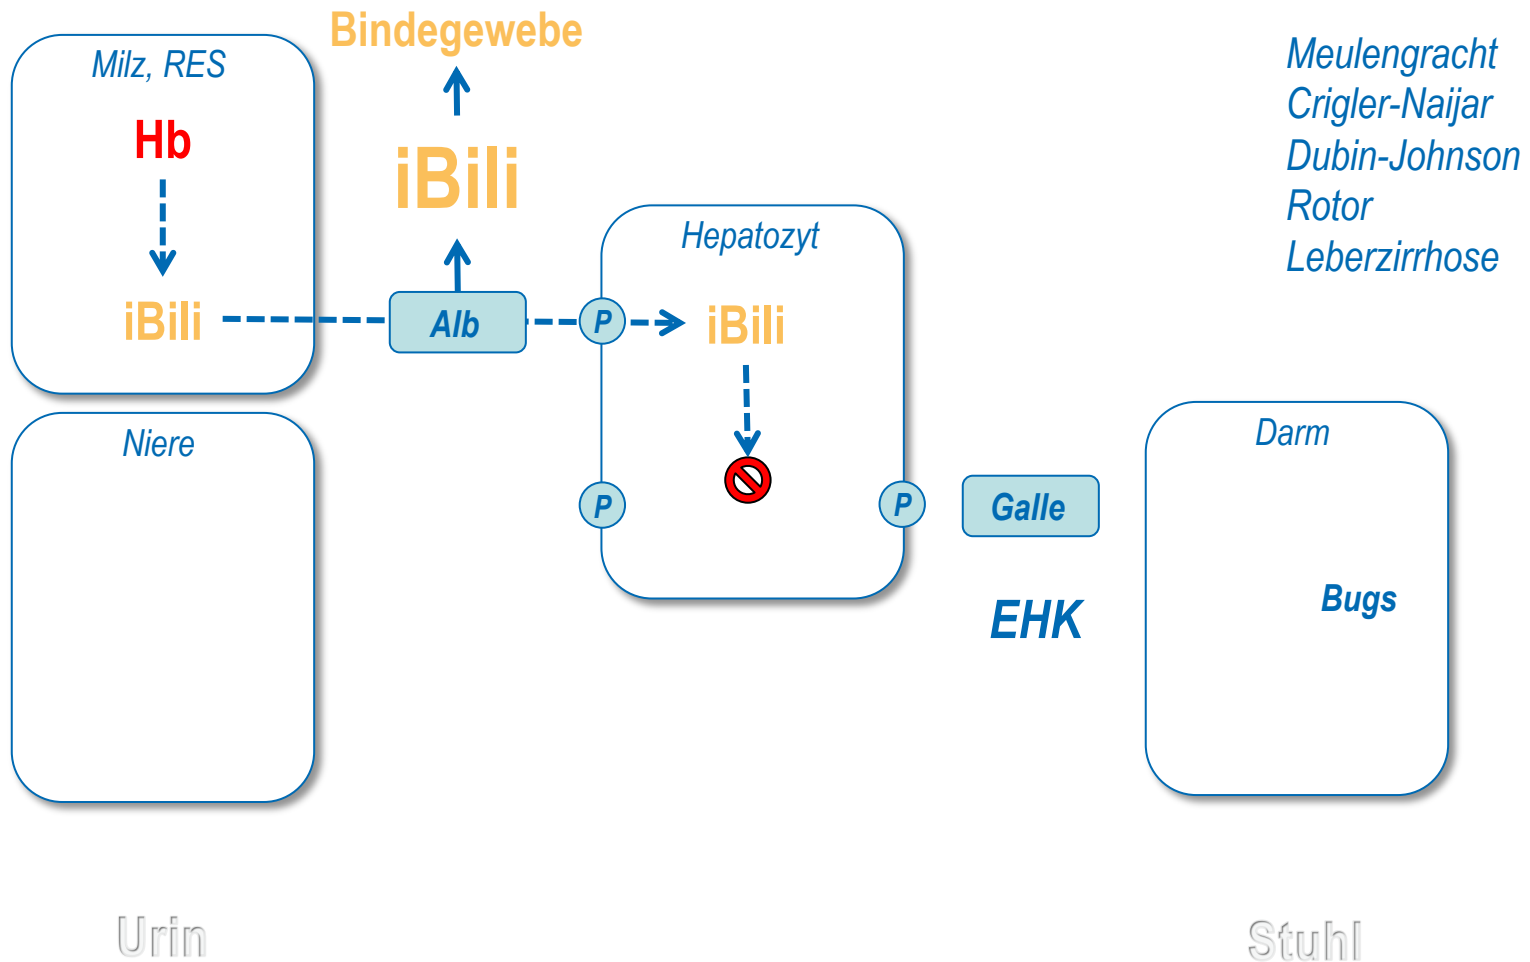 Bindegewebe
Milz, RES
Hb
iBili
iBili
Alb
P
Hepatozyt
iBili
P
P
Galle
EHK
Meulengracht
Crigler-Naijar
Dubin-Johnson
Rotor
Leberzirrhose
Niere
Darm
Bugs
Urin
Stuhl